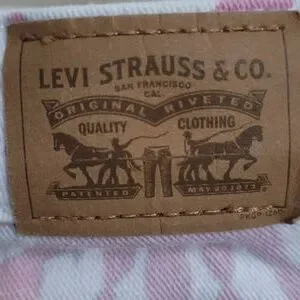 LEVI STRAUSS & CO.
SAN FRANCISCO
CAL.
ORIGINAL RIVETED
QUALITY CLOTHING
PATENTED MAY 20 1873